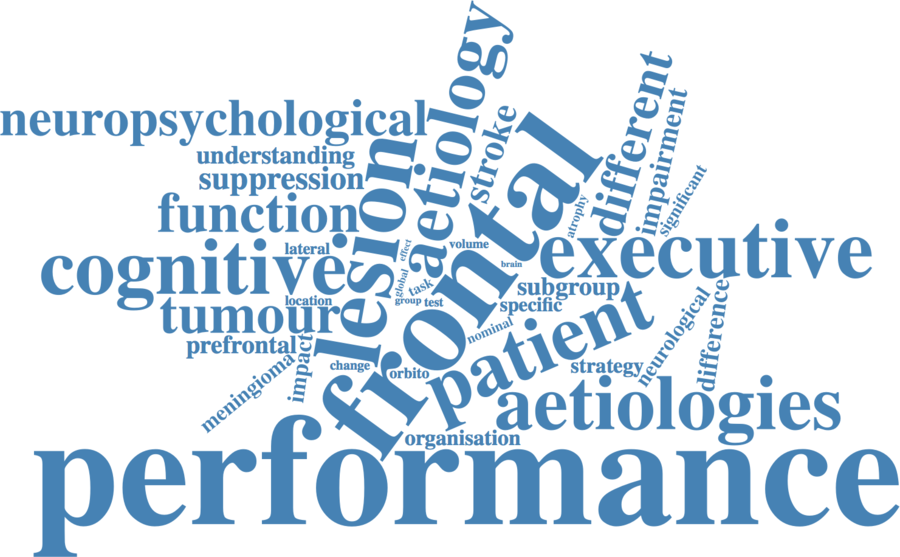 neuropsychological
understanding
suppression
function
cognitive
lateral
location
tumour
prefrontal
meningioma
impact
lesion
aetiology
stroke
frontal
different
impairment
significant
atrophy
effect
global
task
group
test
volume
brain
executive
subgroup
specific
nominal
patient
change
orbito
strategy
neurological
difference
aetiologies
organisation
performance